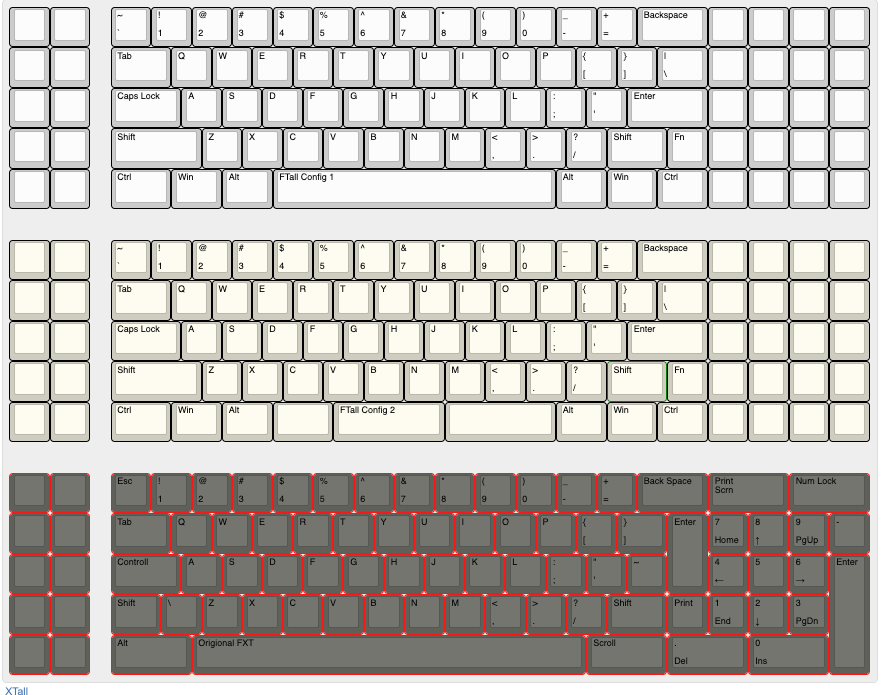 ~ ! @ # $ % ^ & * ( ) _ + Backspace
` 1 2 3 4 5 6 7 8 9 0 - =
Tab Q W E R T Y U I O P { } |
[ ] \
Caps Lock A S D F G H J K L : " Enter
; '
Shift Z X C V B N M < > ? Shift Fn
, . /
Ctrl Win Alt FTall Config 1 Alt Win Ctrl
~ ! @ # $ % ^ & * ( ) _ + Backspace
` 1 2 3 4 5 6 7 8 9 0 - =
Tab Q W E R T Y U I O P { } |
[ ] \
Caps Lock A S D F G H J K L : " Enter
; '
Shift Z X C V B N M < > ? Shift Fn
, . /
Ctrl Win Alt FTall Config 2 Alt Win Ctrl
Esc ! @ # $ % ^ & * ( ) _ + Back Space Print Num Lock
Scrn
1 2 3 4 5 6 7 8 9 0 - =
Tab Q W E R T Y U I O P { } Enter 7 8 9 -
[ ] Home ↑ PgUp
Controll A S D F G H J K L : " ~ 4 5 6 Enter
; ' ` ← →
Shift \ Z X C V B N M < > ? Shift Print 1 2 3
, . / End ↓ PgDn
Alt Origional FXT Scroll . 0
Del Ins
XTall